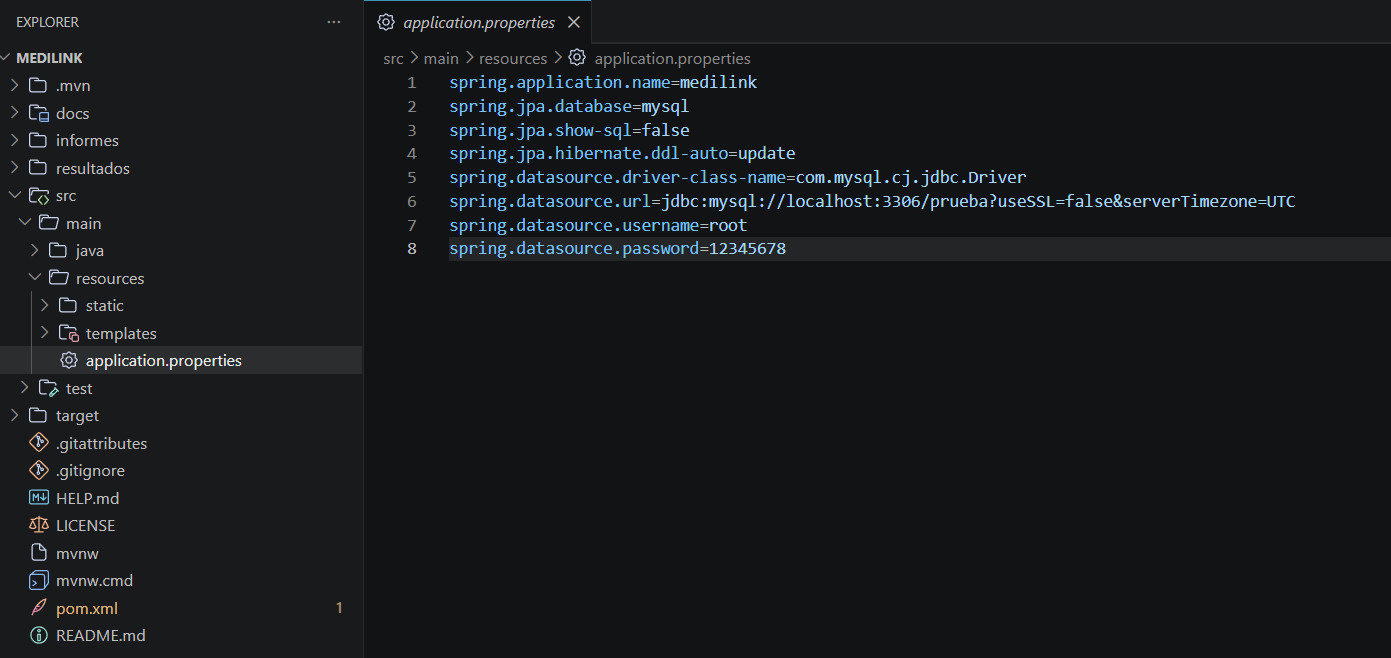 EXPLORER
MEDILINK
.mvn
docs
informes
resultados
src
main
java
resources
static
templates
application.properties
test
target
.gitattributes
.gitignore
HELP.md
LICENSE
mvnw
mvnw.cmd
pom.xml 1
README.md
application.properties
src > main > resources > application.properties
1 spring.application.name=medilink
2 spring.jpa.database=mysql
3 spring.jpa.show-sql=false
4 spring.jpa.hibernate.ddl-auto=update
5 spring.datasource.driver-class-name=com.mysql.cj.jdbc.Driver
6 spring.datasource.url=jdbc:mysql://localhost:3306/prueba?useSSL=false&serverTimezone=UTC
7 spring.datasource.username=root
8 spring.datasource.password=12345678